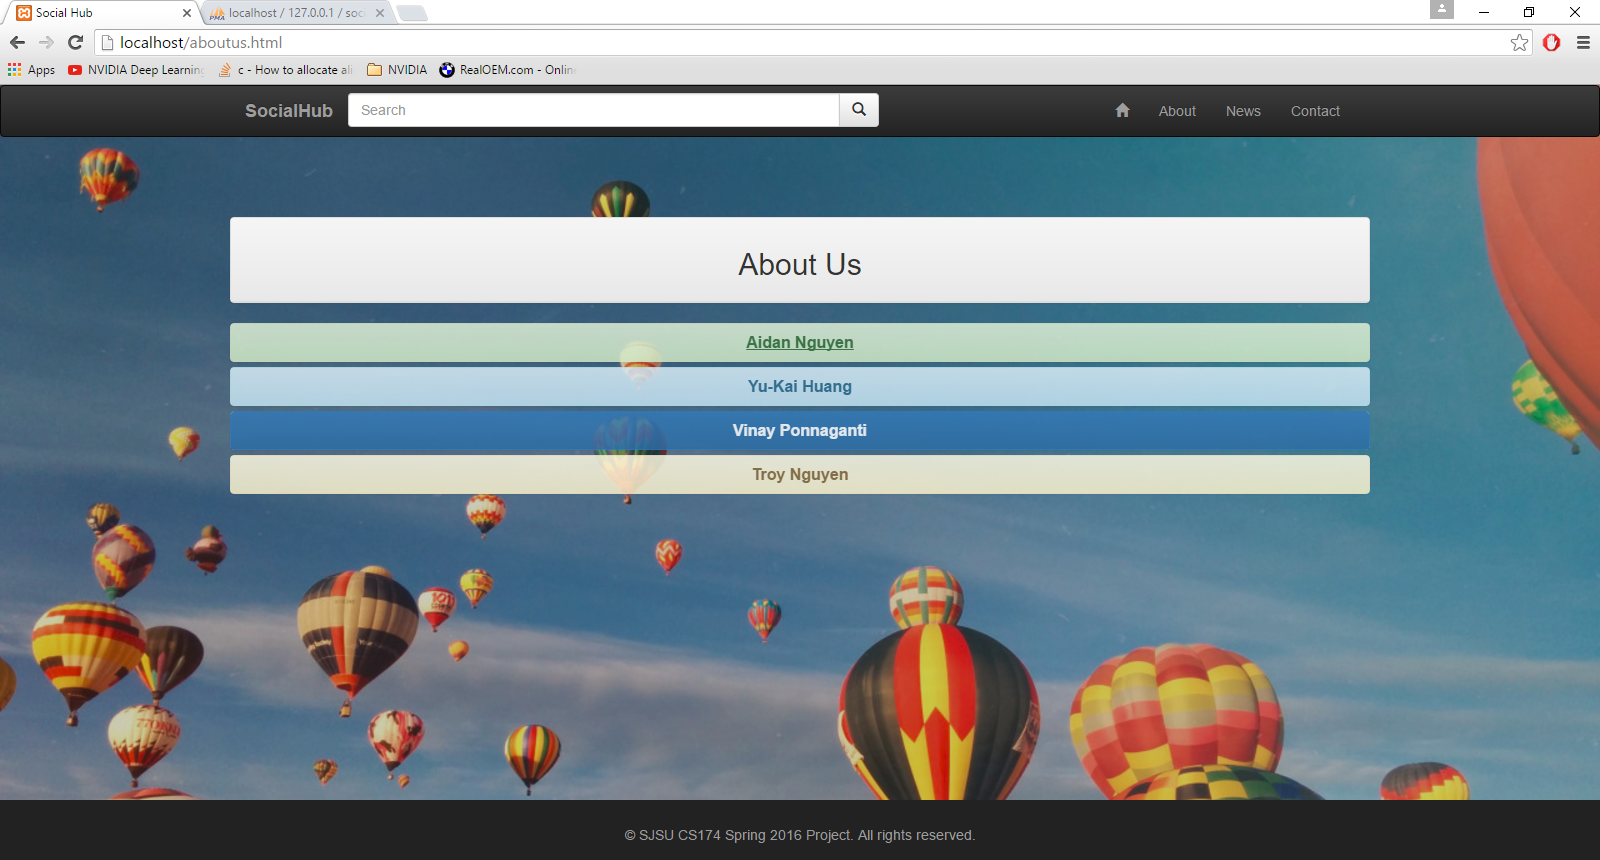 Social Hub
localhost / 127.0.0.1 / soc
localhost/aboutus.html
Apps
NVIDIA Deep Learning
c - How to allocate ali
NVIDIA
RealOEM.com - Onlin
SocialHub
Search
About
News
Contact
About Us
Aidan Nguyen
Yu-Kai Huang
Vinay Ponnaganti
Troy Nguyen
© SJSU CS174 Spring 2016 Project. All rights reserved.